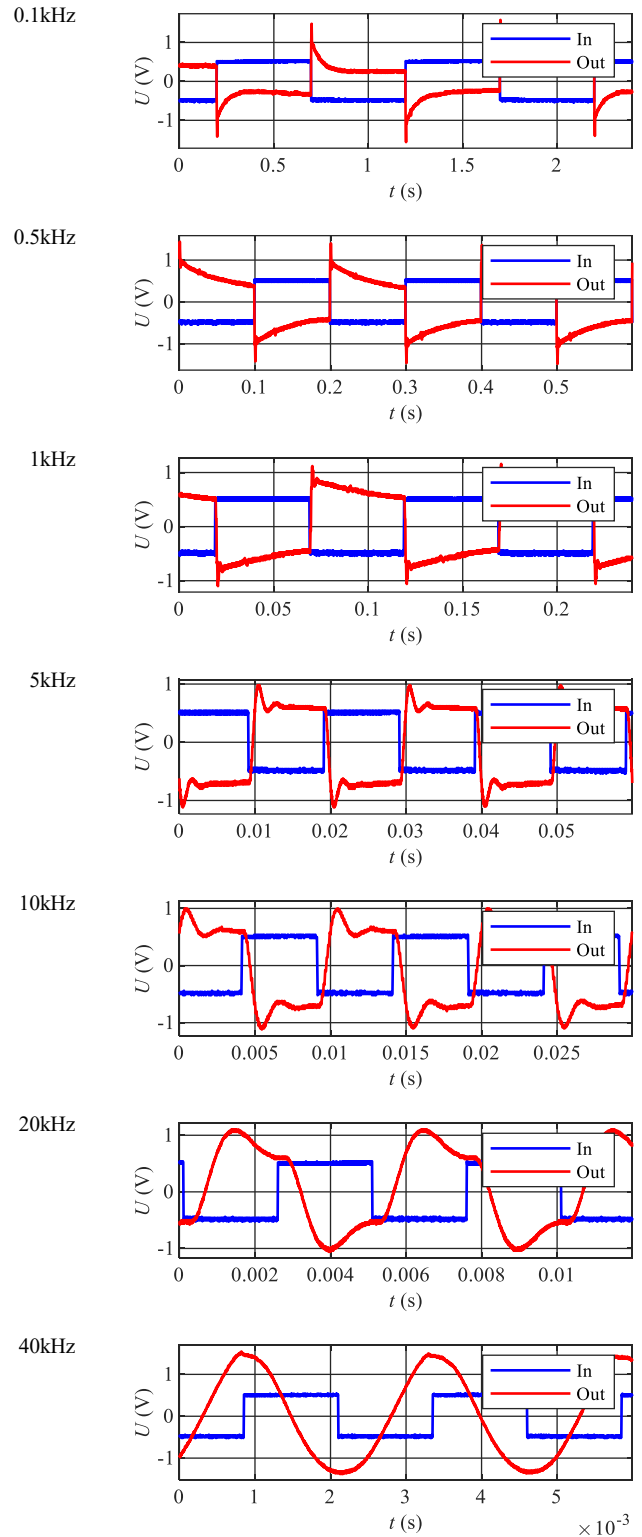 0.1kHz
1
0
-1
U (V)
In
Out
0
0.5
1
1.5
2
t (s)
0.5kHz
1
0
-1
U (V)
In
Out
0
0.1
0.2
0.3
0.4
0.5
t (s)
1kHz
1
0
-1
U (V)
In
Out
0
0.05
0.1
0.15
0.2
t (s)
5kHz
1
0
-1
U (V)
In
Out
0
0.01
0.02
0.03
0.04
0.05
t (s)
10kHz
1
0
-1
U (V)
In
Out
0
0.005
0.01
0.015
0.02
0.025
t (s)
20kHz
1
0
-1
U (V)
In
Out
0
0.002
0.004
0.006
0.008
0.01
t (s)
40kHz
1
0
-1
U (V)
In
Out
0
1
2
3
4
5
t (s)
×10⁻³